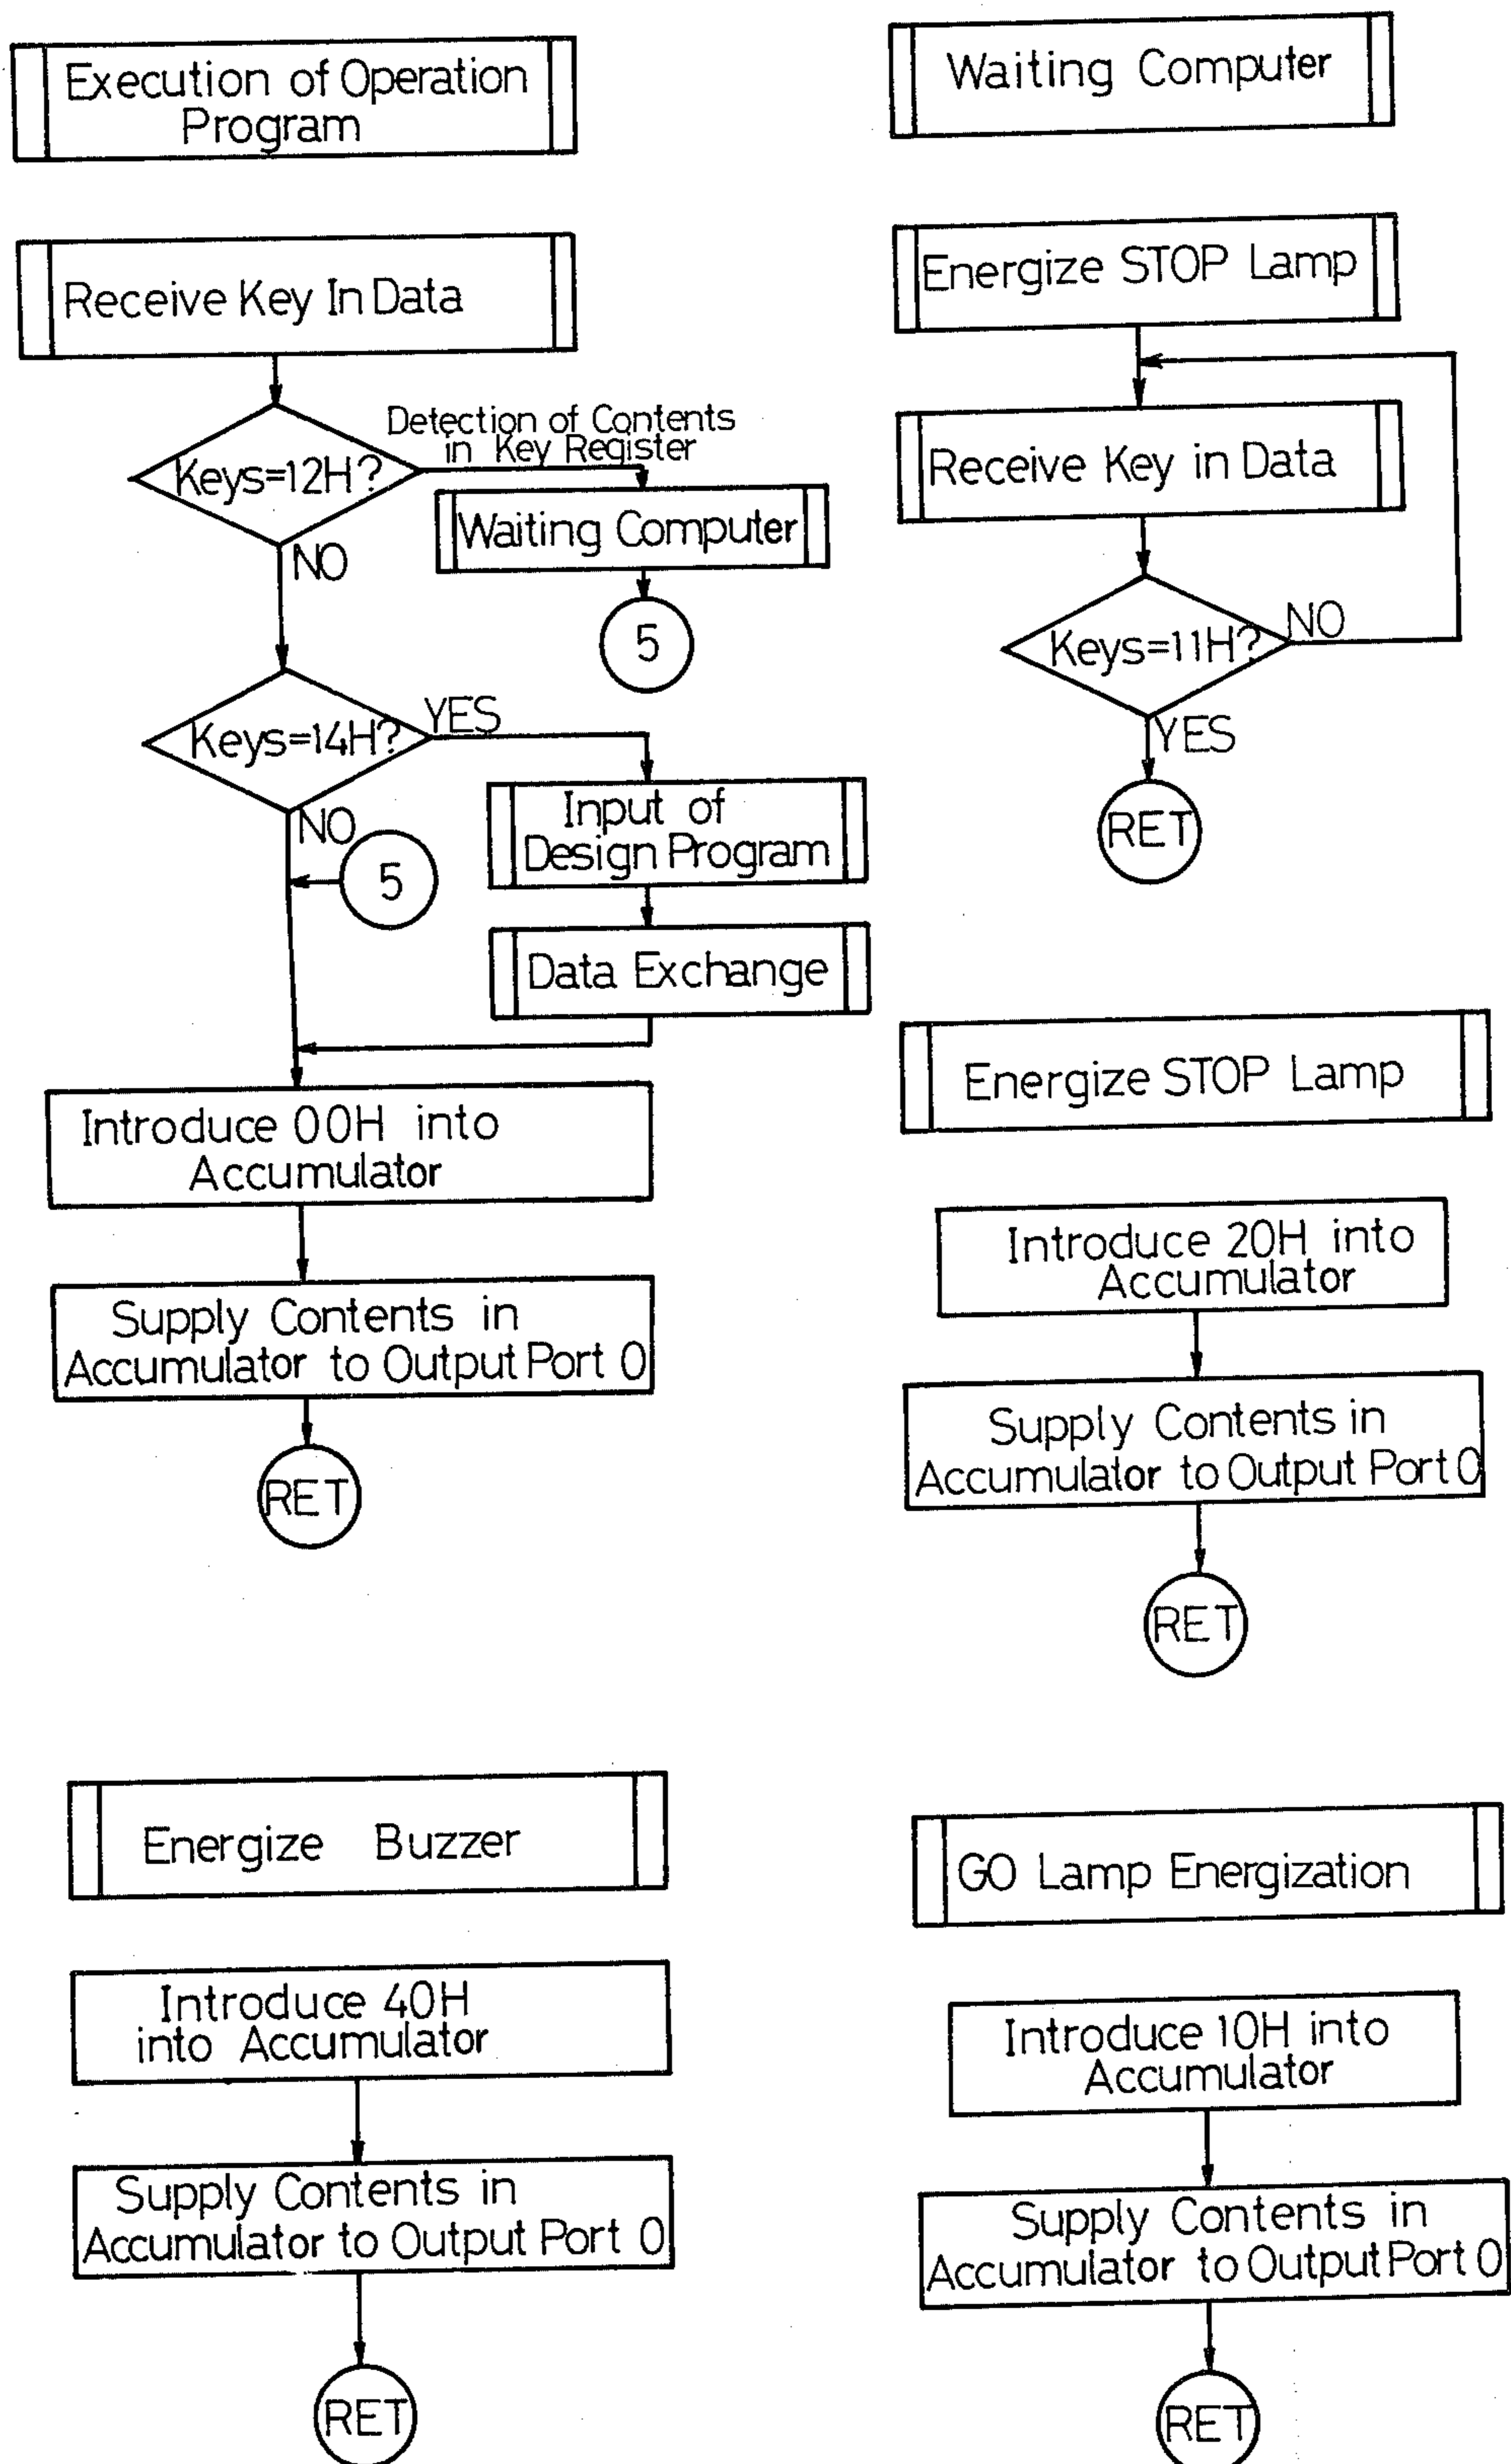 Execution of Operation
Program
Receive Key In Data
Keys=12H?
Detection of Contents
in Key Register
Waiting Computer
NO
5
Keys=14H?
YES
Input of
Design Program
NO
5
Data Exchange
Introduce 00H into
Accumulator
Supply Contents in
Accumulator to Output Port 0
RET
Waiting Computer
Energize STOP Lamp
Receive Key in Data
Keys=11H?
NO
YES
RET
Energize STOP Lamp
Introduce 20H into
Accumulator
Supply Contents in
Accumulator to Output Port 0
RET
Energize Buzzer
Introduce 40H
into Accumulator
Supply Contents in
Accumulator to Output Port 0
RET
GO Lamp Energization
Introduce 10H into
Accumulator
Supply Contents in
Accumulator to Output Port 0
RET